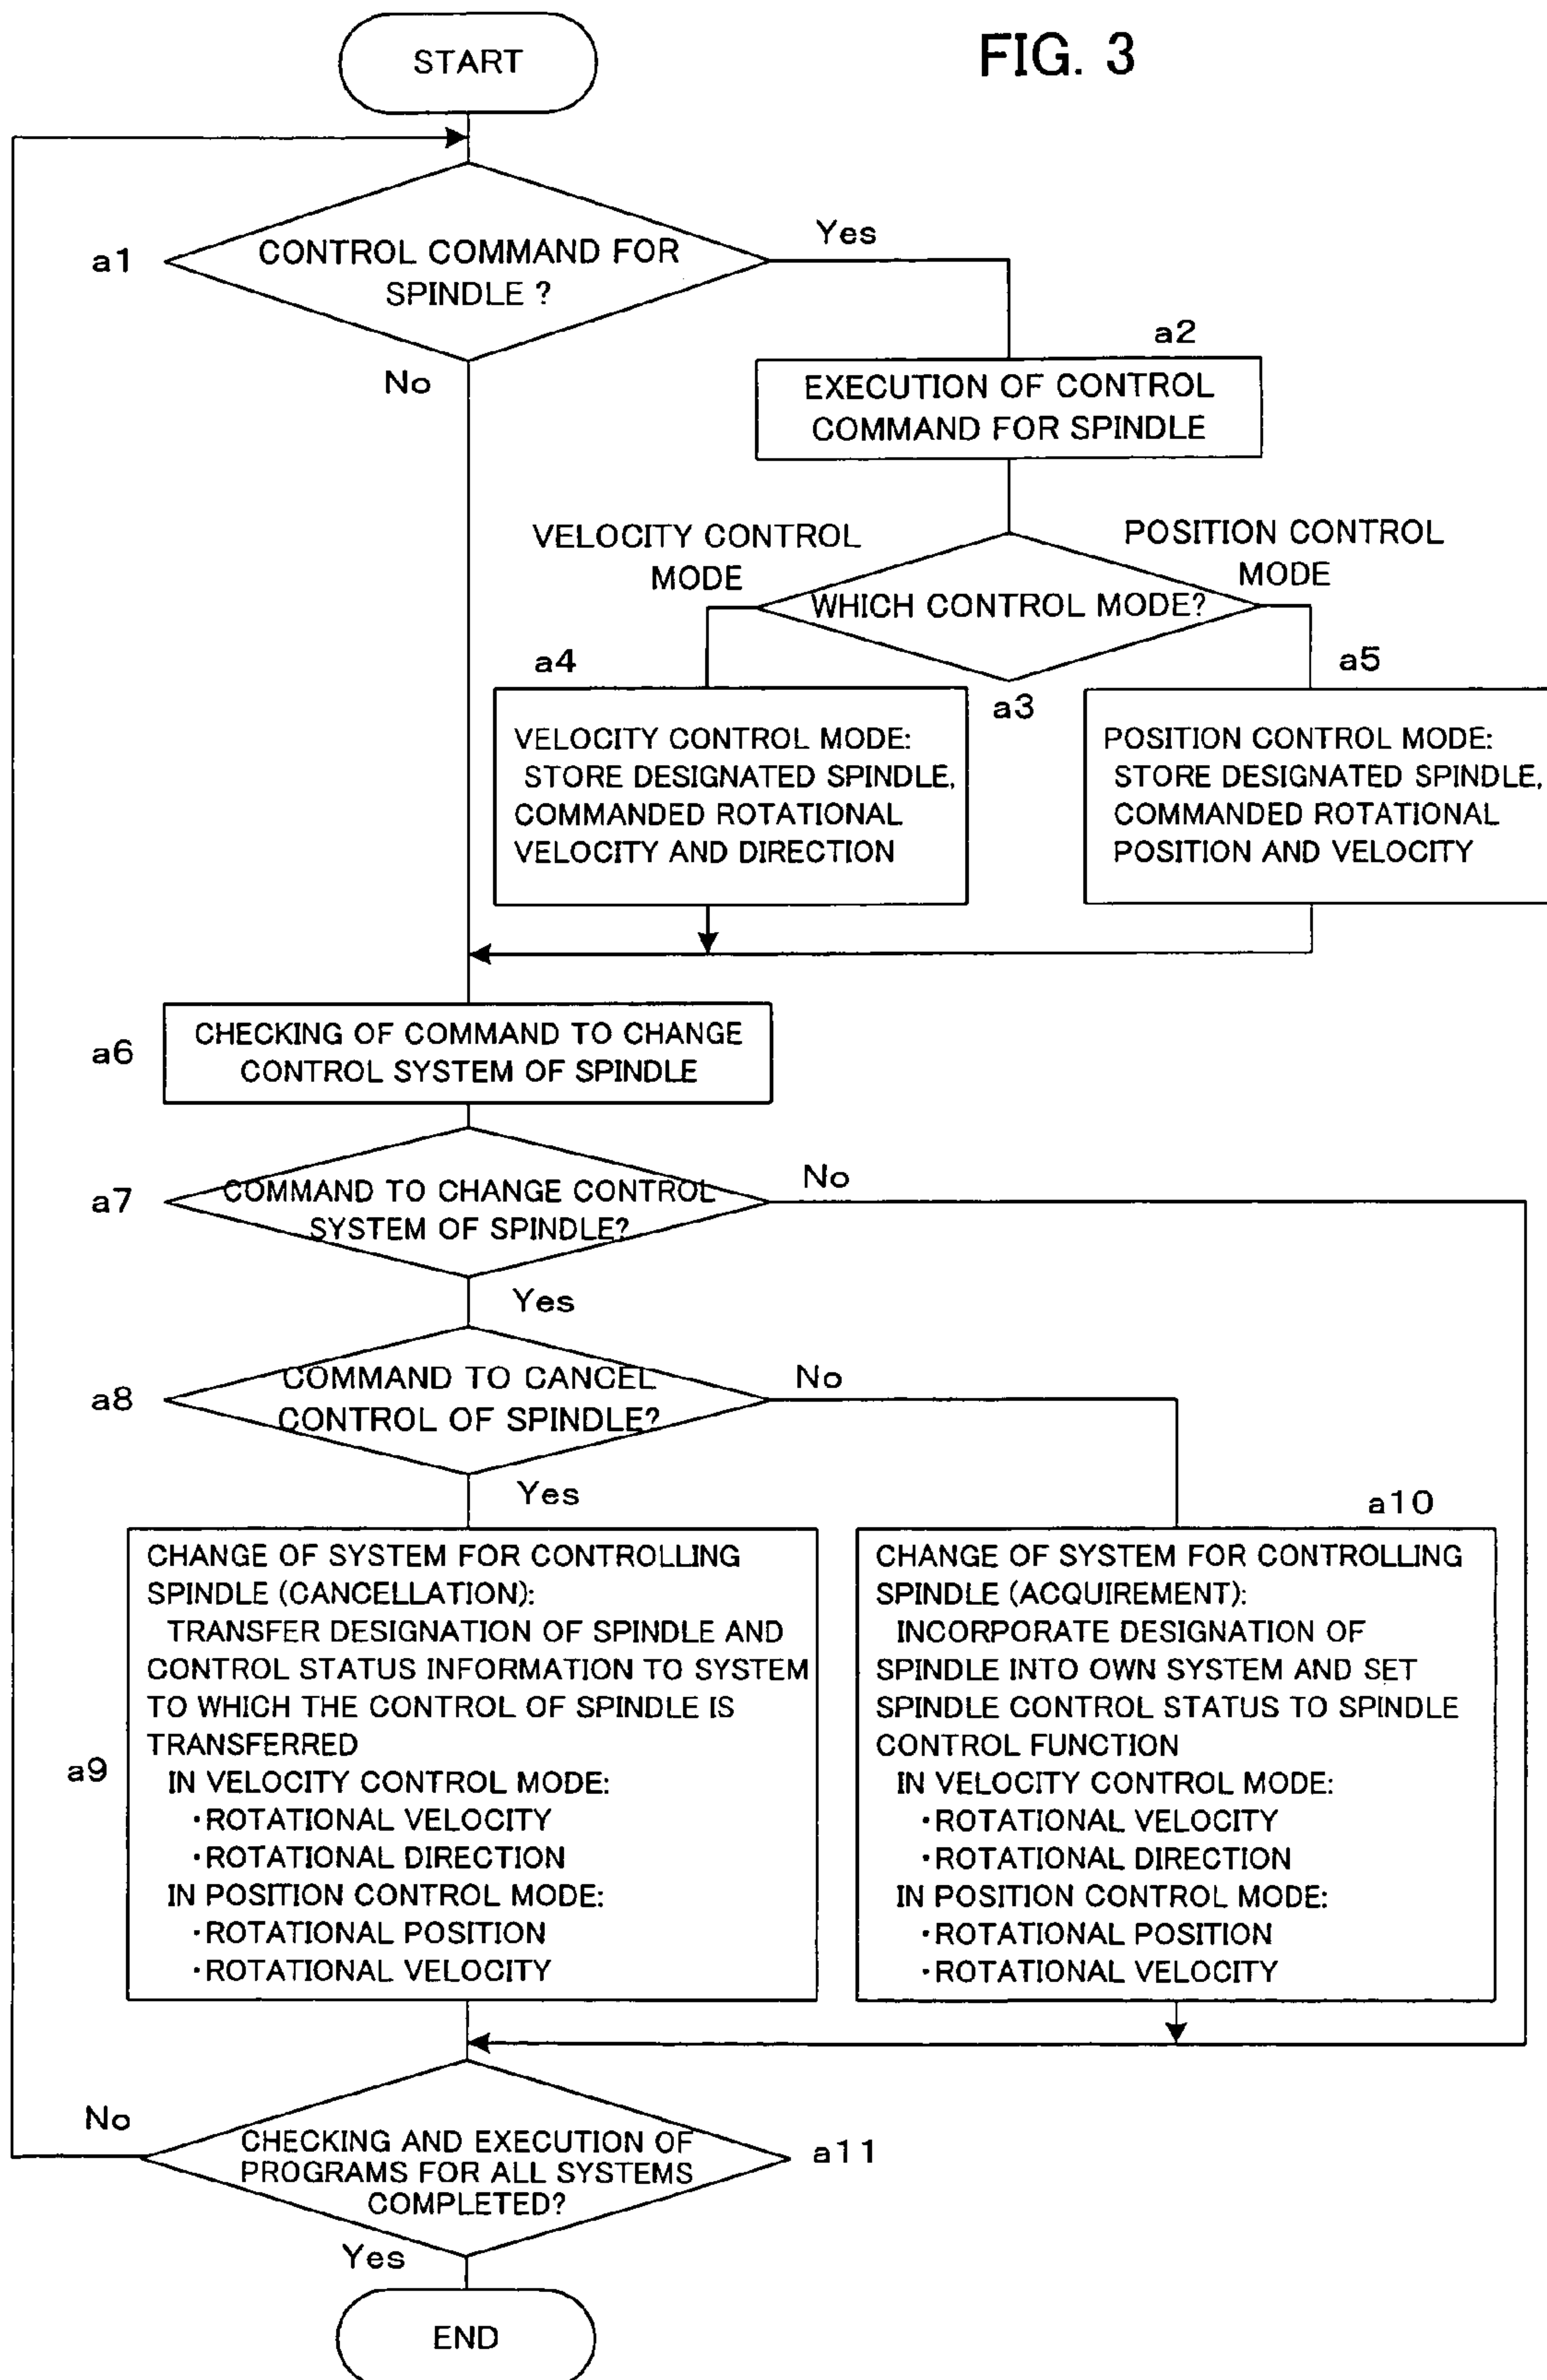 FIG. 3
START
a1
CONTROL COMMAND FOR
SPINDLE ?
Yes
No
a2
EXECUTION OF CONTROL
COMMAND FOR SPINDLE
VELOCITY CONTROL
MODE
POSITION CONTROL
MODE
WHICH CONTROL MODE?
a3
a4
VELOCITY CONTROL MODE:
STORE DESIGNATED SPINDLE,
COMMANDED ROTATIONAL
VELOCITY AND DIRECTION
a5
POSITION CONTROL MODE:
STORE DESIGNATED SPINDLE,
COMMANDED ROTATIONAL
POSITION AND VELOCITY
a6
CHECKING OF COMMAND TO CHANGE
CONTROL SYSTEM OF SPINDLE
a7
COMMAND TO CHANGE CONTROL
SYSTEM OF SPINDLE?
No
Yes
a8
COMMAND TO CANCEL
CONTROL OF SPINDLE?
No
Yes
a9
CHANGE OF SYSTEM FOR CONTROLLING
SPINDLE (CANCELLATION):
TRANSFER DESIGNATION OF SPINDLE AND
CONTROL STATUS INFORMATION TO SYSTEM
TO WHICH THE CONTROL OF SPINDLE IS
TRANSFERRED
IN VELOCITY CONTROL MODE:
・ROTATIONAL VELOCITY
・ROTATIONAL DIRECTION
IN POSITION CONTROL MODE:
・ROTATIONAL POSITION
・ROTATIONAL VELOCITY
a10
CHANGE OF SYSTEM FOR CONTROLLING
SPINDLE (ACQUIREMENT):
INCORPORATE DESIGNATION OF
SPINDLE INTO OWN SYSTEM AND SET
SPINDLE CONTROL STATUS TO SPINDLE
CONTROL FUNCTION
IN VELOCITY CONTROL MODE:
・ROTATIONAL VELOCITY
・ROTATIONAL DIRECTION
IN POSITION CONTROL MODE:
・ROTATIONAL POSITION
・ROTATIONAL VELOCITY
No
CHECKING AND EXECUTION OF
PROGRAMS FOR ALL SYSTEMS
COMPLETED?
a11
Yes
END